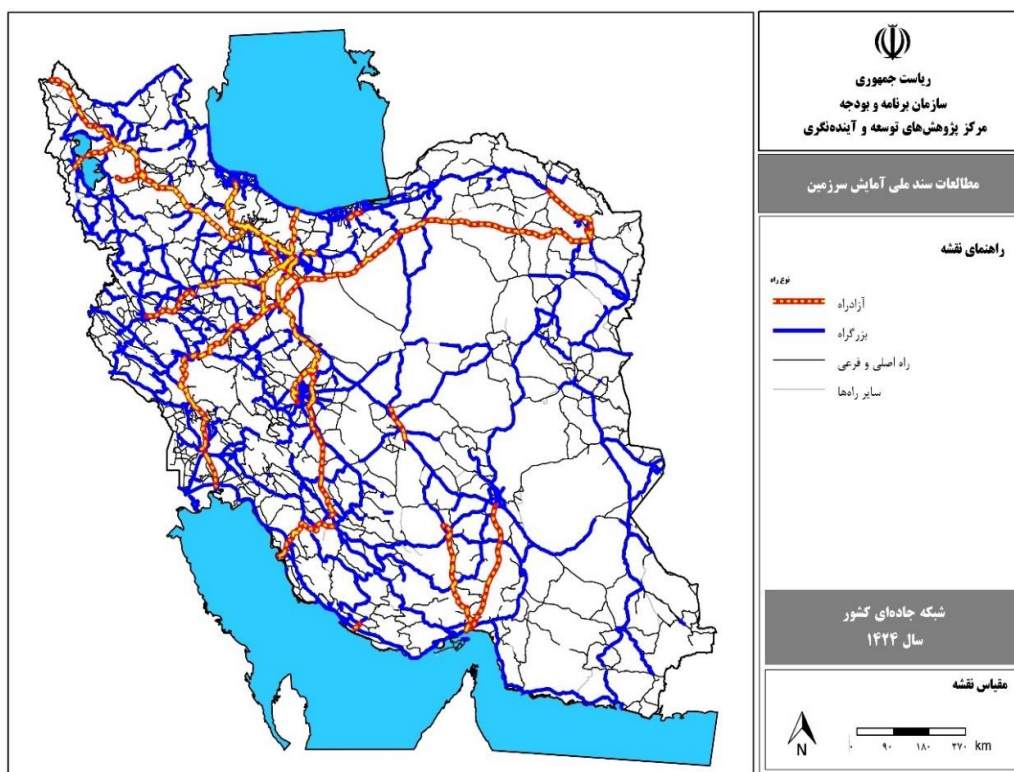 ریاست جمهوری
سازمان برنامه و بودجه
مرکز پژوهش‌های توسعه و آینده‌نگری
مطالعات سند ملی آمایش سرزمین
راهنمای نقشه
نوع راه
آزادراه
بزرگراه
راه اصلی و فرعی
سایر راه‌ها
شبکه جاده‌ای کشور
سال ۱۴۲۴
مقیاس نقشه
N
۰ ۹۰ ۱۸۰ ۲۷۰ km